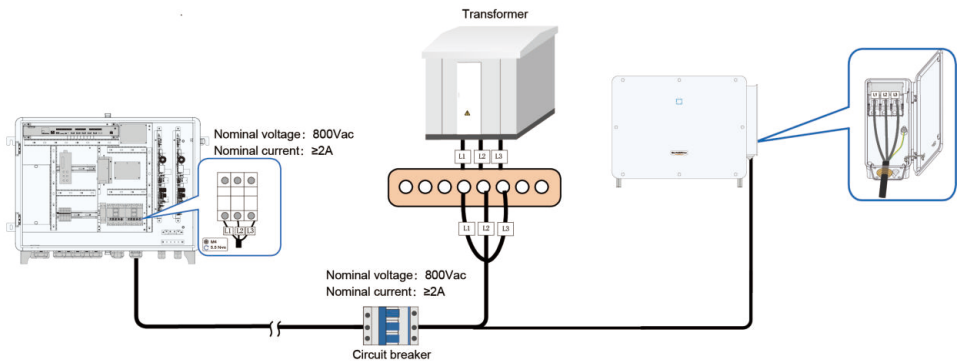 Transformer
Nominal voltage: 800Vac
Nominal current: ≥2A
L1 L2 L3
M4
L1 L2 L3
L1 L2 L3
L1 L2 L3
Nominal voltage: 800Vac
Nominal current: ≥2A
Circuit breaker